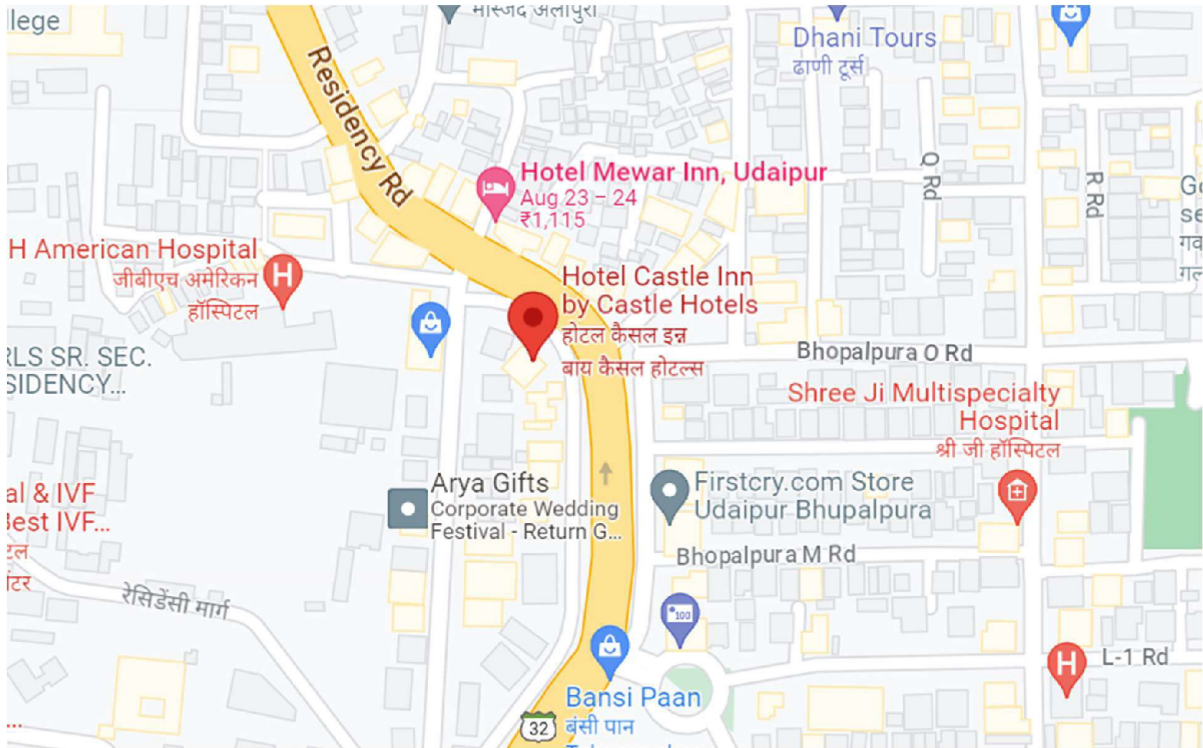 llege
मस्जिद अलीपुरा
Dhani Tours
ढाणी टूर्स
Residency Rd
Hotel Mewar Inn, Udaipur
Aug 23 – 24
₹1,115
Q Rd
R Rd
H American Hospital
जीबीएच अमेरिकन
हॉस्पिटल
H
Hotel Castle Inn
by Castle Hotels
होटल कैसल इन्न
बाय कैसल होटल्स
RLS SR. SEC.
SIDENCY...
Bhopalpura O Rd
Shree Ji Multispecialty
Hospital
श्री जी हॉस्पिटल
al & IVF
Best IVF...
Arya Gifts
Corporate Wedding
Festival - Return G...
Firstcry.com Store
Udaipur Bhupalpura
Bhopalpura M Rd
रेसिडेंसी मार्ग
100
H
L-1 Rd
Bansi Paan
बंसी पान
32